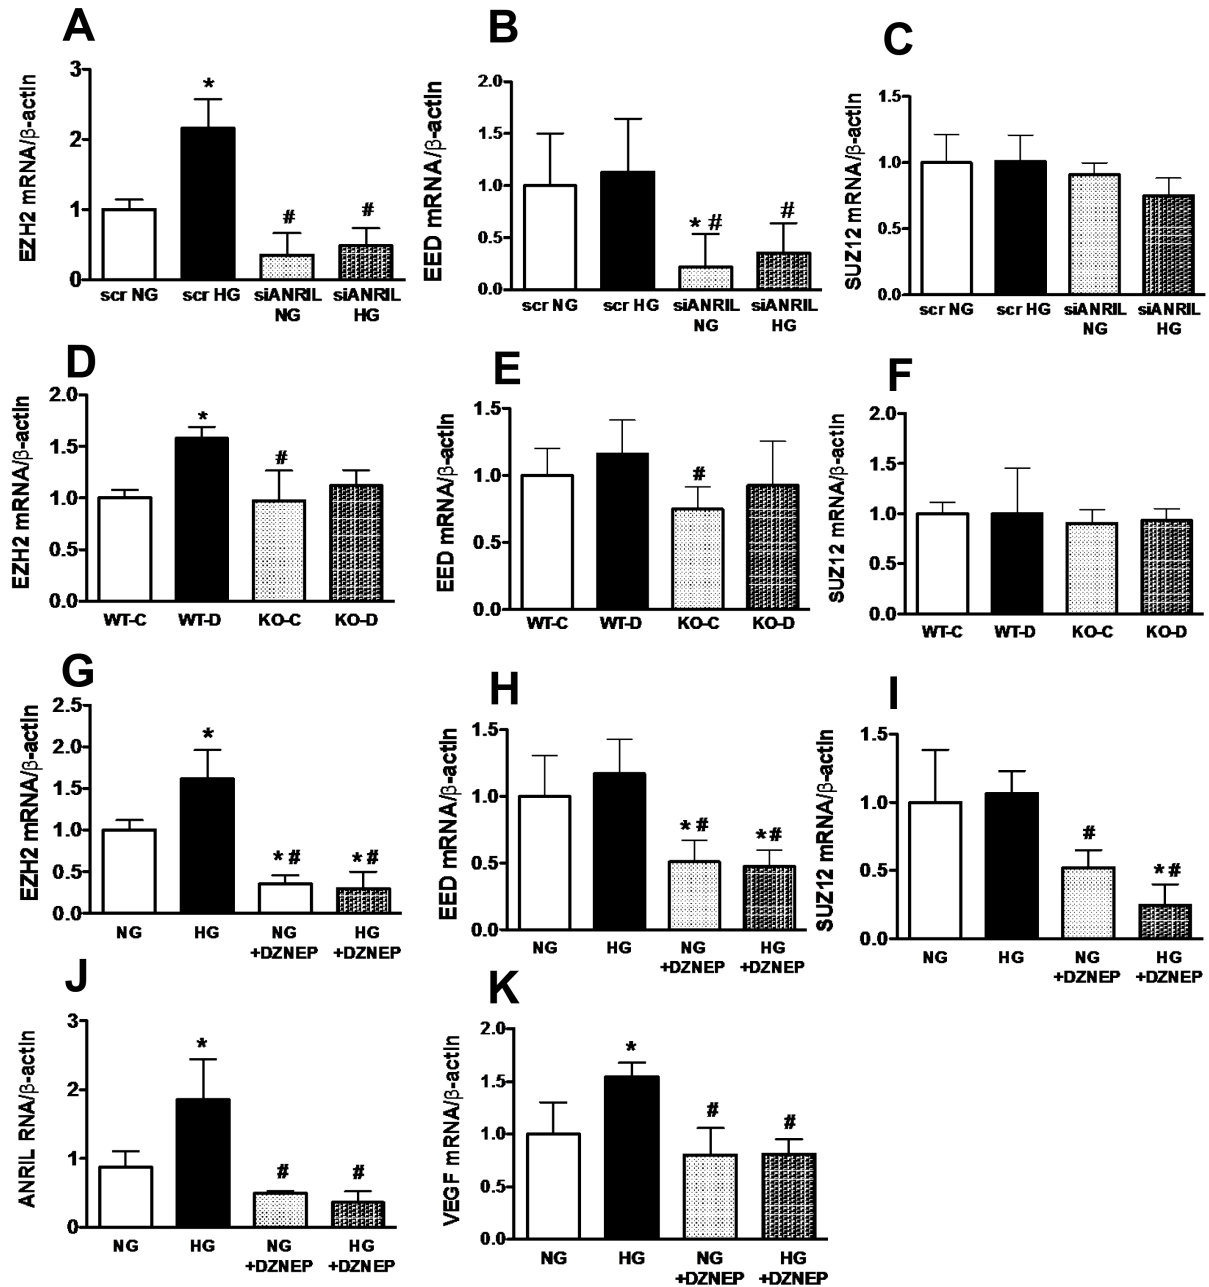 A
EZH2 mRNA/β-actin
3
2
1
0
*
#
#
scr NG
scr HG
siANRIL
NG
siANRIL
HG
B
EED mRNA/β-actin
2.0
1.5
1.0
0.5
0.0
* #
#
scr NG
scr HG
siANRIL
NG
siANRIL
HG
C
SUZ12 mRNA/β-actin
1.5
1.0
0.5
0.0
scr NG
scr HG
siANRIL
NG
siANRIL
HG
D
EZH2 mRNA/β-actin
2.0
1.5
1.0
0.5
0.0
*
#
WT-C
WT-D
KO-C
KO-D
E
EED mRNA/β-actin
1.5
1.0
0.5
0.0
#
WT-C
WT-D
KO-C
KO-D
F
SUZ12 mRNA/β-actin
2.0
1.5
1.0
0.5
0.0
WT-C
WT-D
KO-C
KO-D
G
EZH2 mRNA/β-actin
2.5
2.0
1.5
1.0
0.5
0.0
*
* #
* #
NG
HG
NG
+DZNEP
HG
+DZNEP
H
EED mRNA/β-actin
1.5
1.0
0.5
0.0
* #
* #
NG
HG
NG
+DZNEP
HG
+DZNEP
I
SUZ12 mRNA/β-actin
1.5
1.0
0.5
0.0
#
* #
NG
HG
NG
+DZNEP
HG
+DZNEP
J
ANRIL RNA/β-actin
3
2
1
0
*
#
#
NG
HG
NG
+DZNEP
HG
+DZNEP
K
VEGF mRNA/β-actin
2.0
1.5
1.0
0.5
0.0
*
#
#
NG
HG
NG
+DZNEP
HG
+DZNEP